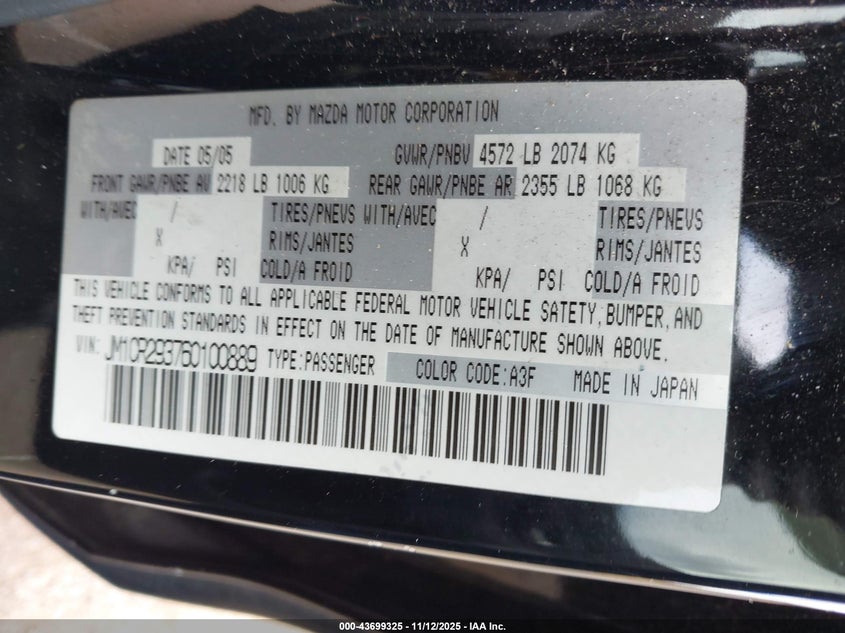 MFD. BY MAZDA MOTOR CORPORATION
DATE 05/05 GVWR/PNBV 4572 LB 2074 KG
FRONT GAWR/PNBE AV 2218 LB 1006 KG REAR GAWR/PNBE AR 2355 LB 1068 KG
WITH/AVEC / TIRES/PNEVS WITH/AVEC / TIRES/PNEVS
X RIMS/JANTES X RIMS/JANTES
KPA/ PSI COLD/A FROID KPA/ PSI COLD/A FROID
THIS VEHICLE CONFORMS TO ALL APPLICABLE FEDERAL MOTOR VEHICLE SATETY, BUMPER, AND
THEFT PREVENTION STANDARDS IN EFFECT ON THE DATE OF MANUFACTURE SHOWN ABOVE.
VIN: JM1CR293760100889 TYPE:PASSENGER COLOR CODE:A3F MADE IN JAPAN
000-43699325 - 11/12/2025 - IAA Inc.